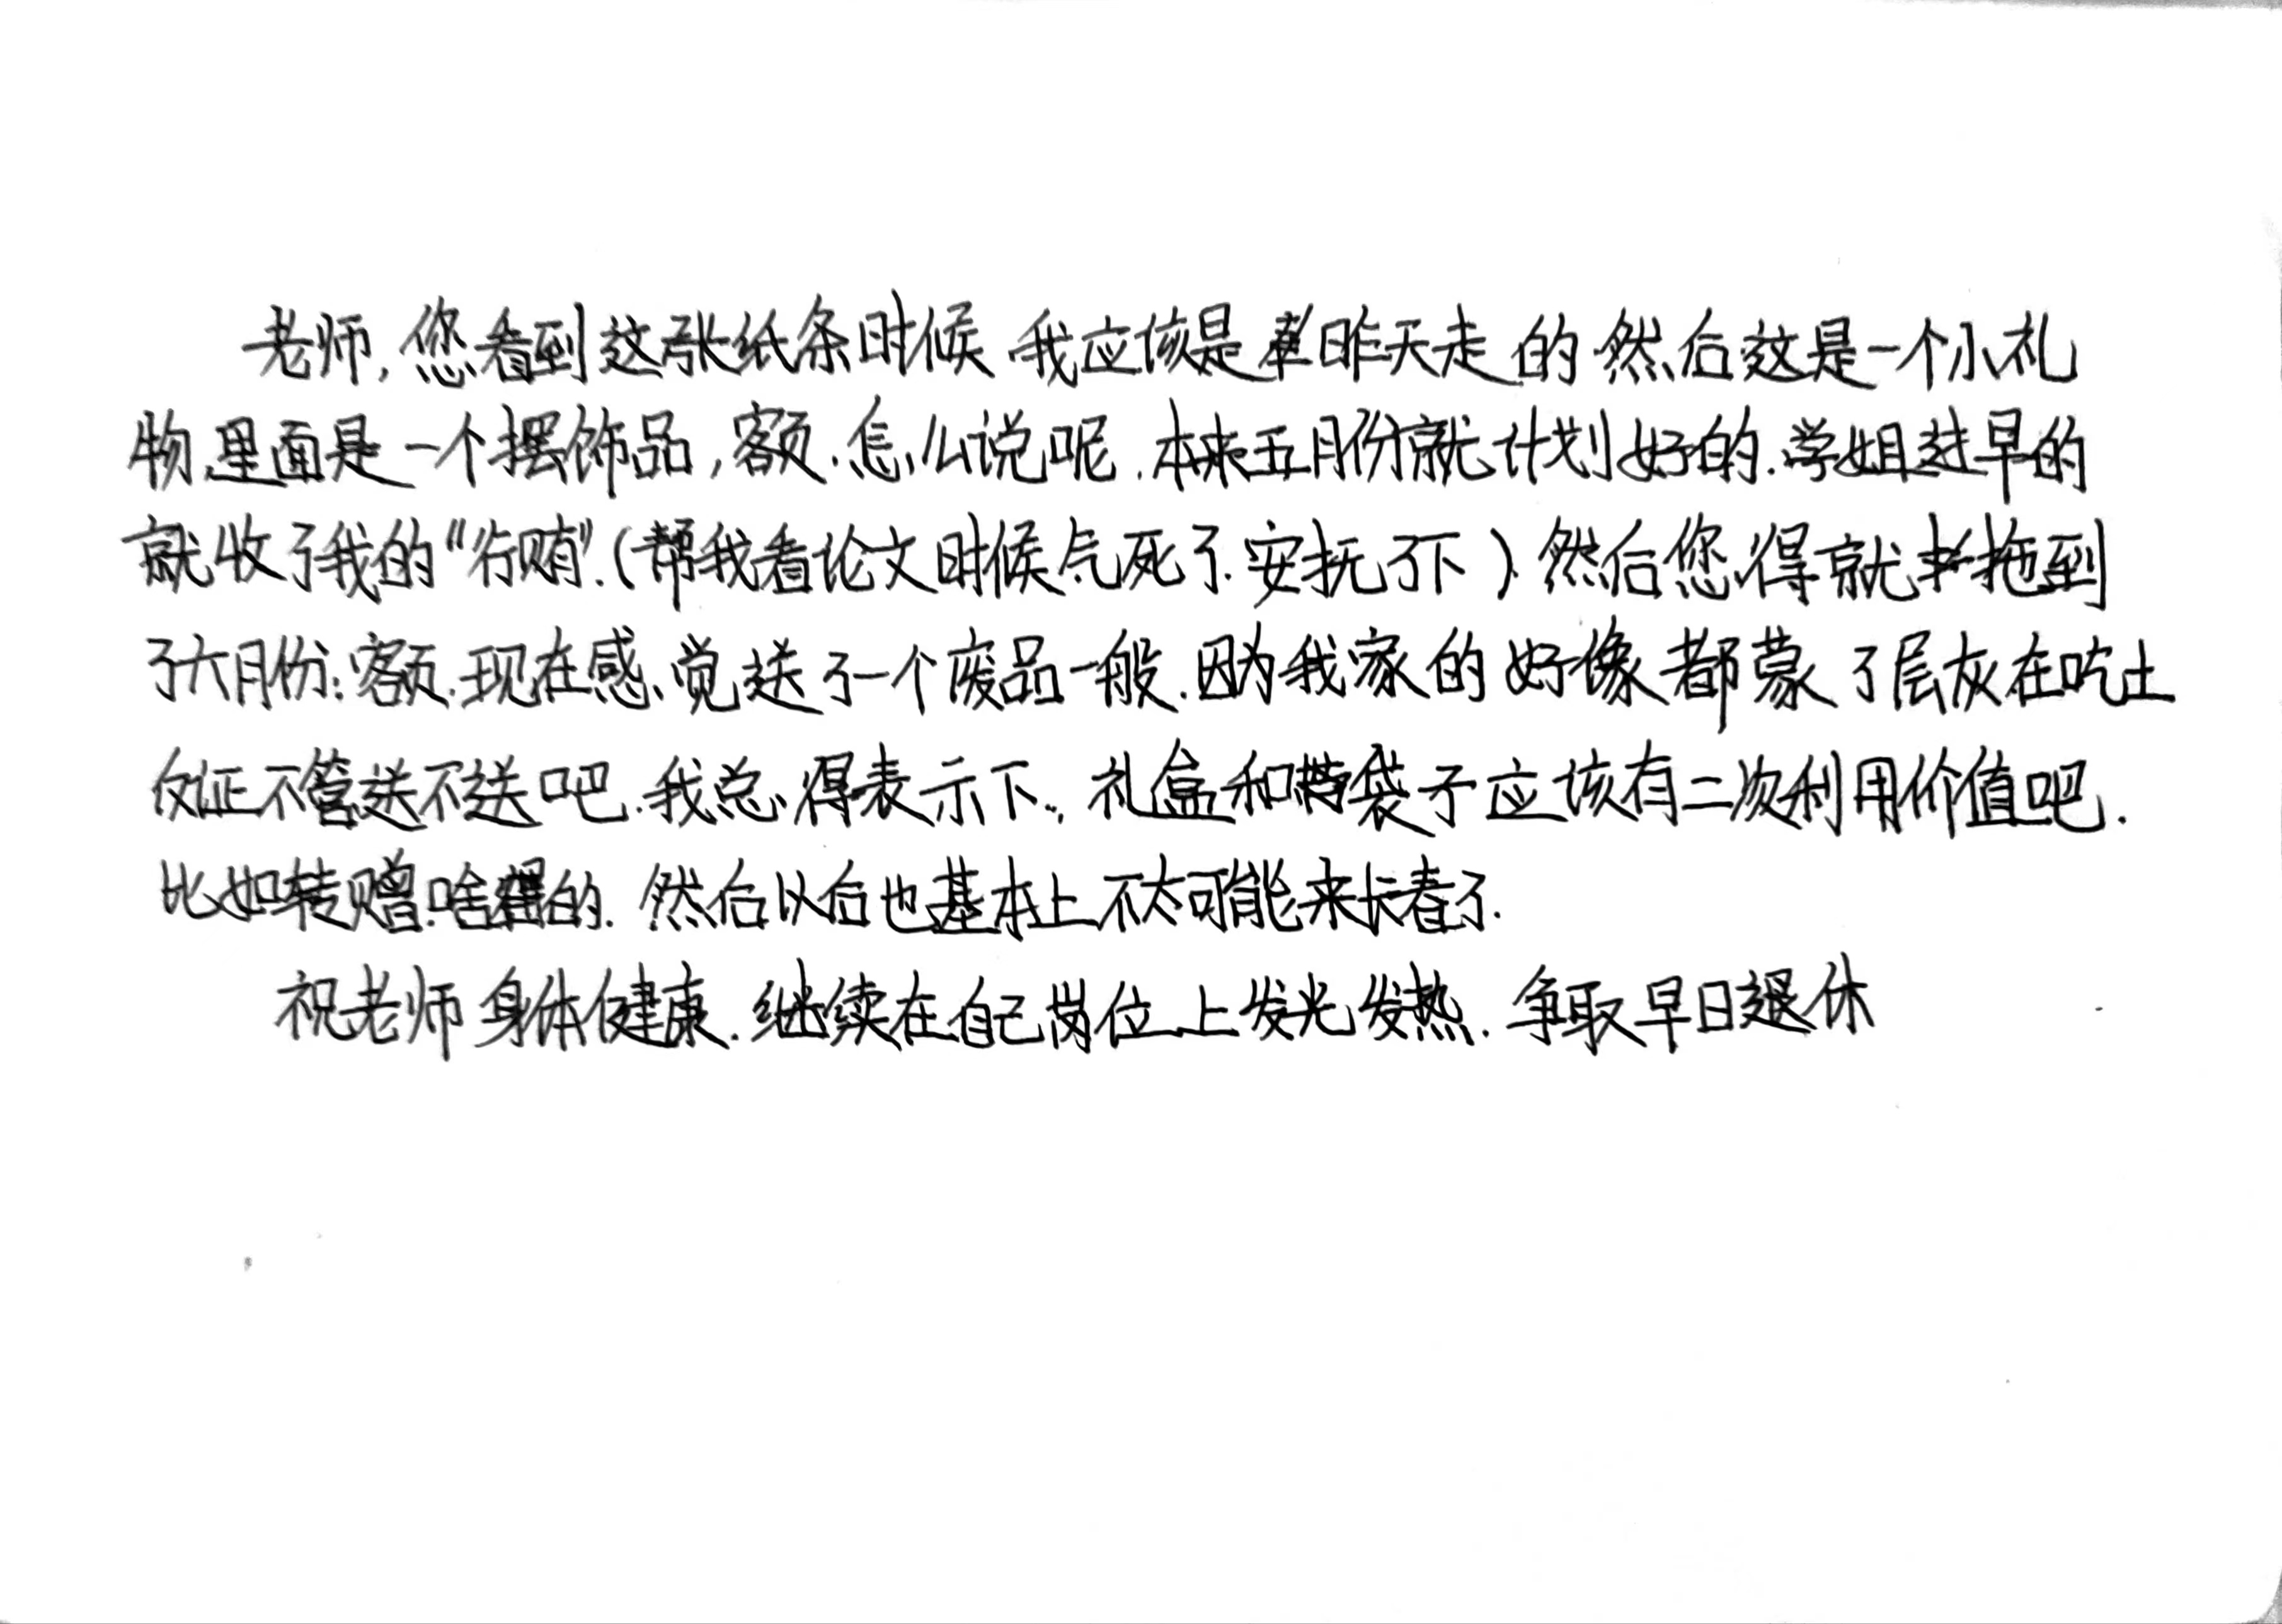 老师,您看到这张纸条时候 我应该是昨天走的 然后这是一个小礼
物,里面是一个摆饰品,额.怎么说呢.本来五月份就计划好的.学姐挺早的
就收了我的"行贿".(帮我看论文时候气死了.安抚了下).然后您得就拖到
了六月份.额.现在感觉送了一个废品一般.因为我家的好像都蒙了层灰在吃土
反正不管送不送吧.我总得表示下.礼盒和袋子应该有二次利用价值吧.
比如转赠啥的.然后以后也基本上不太可能来长春了.
祝老师身体健康.继续在自己岗位上发光发热.争取早日退休